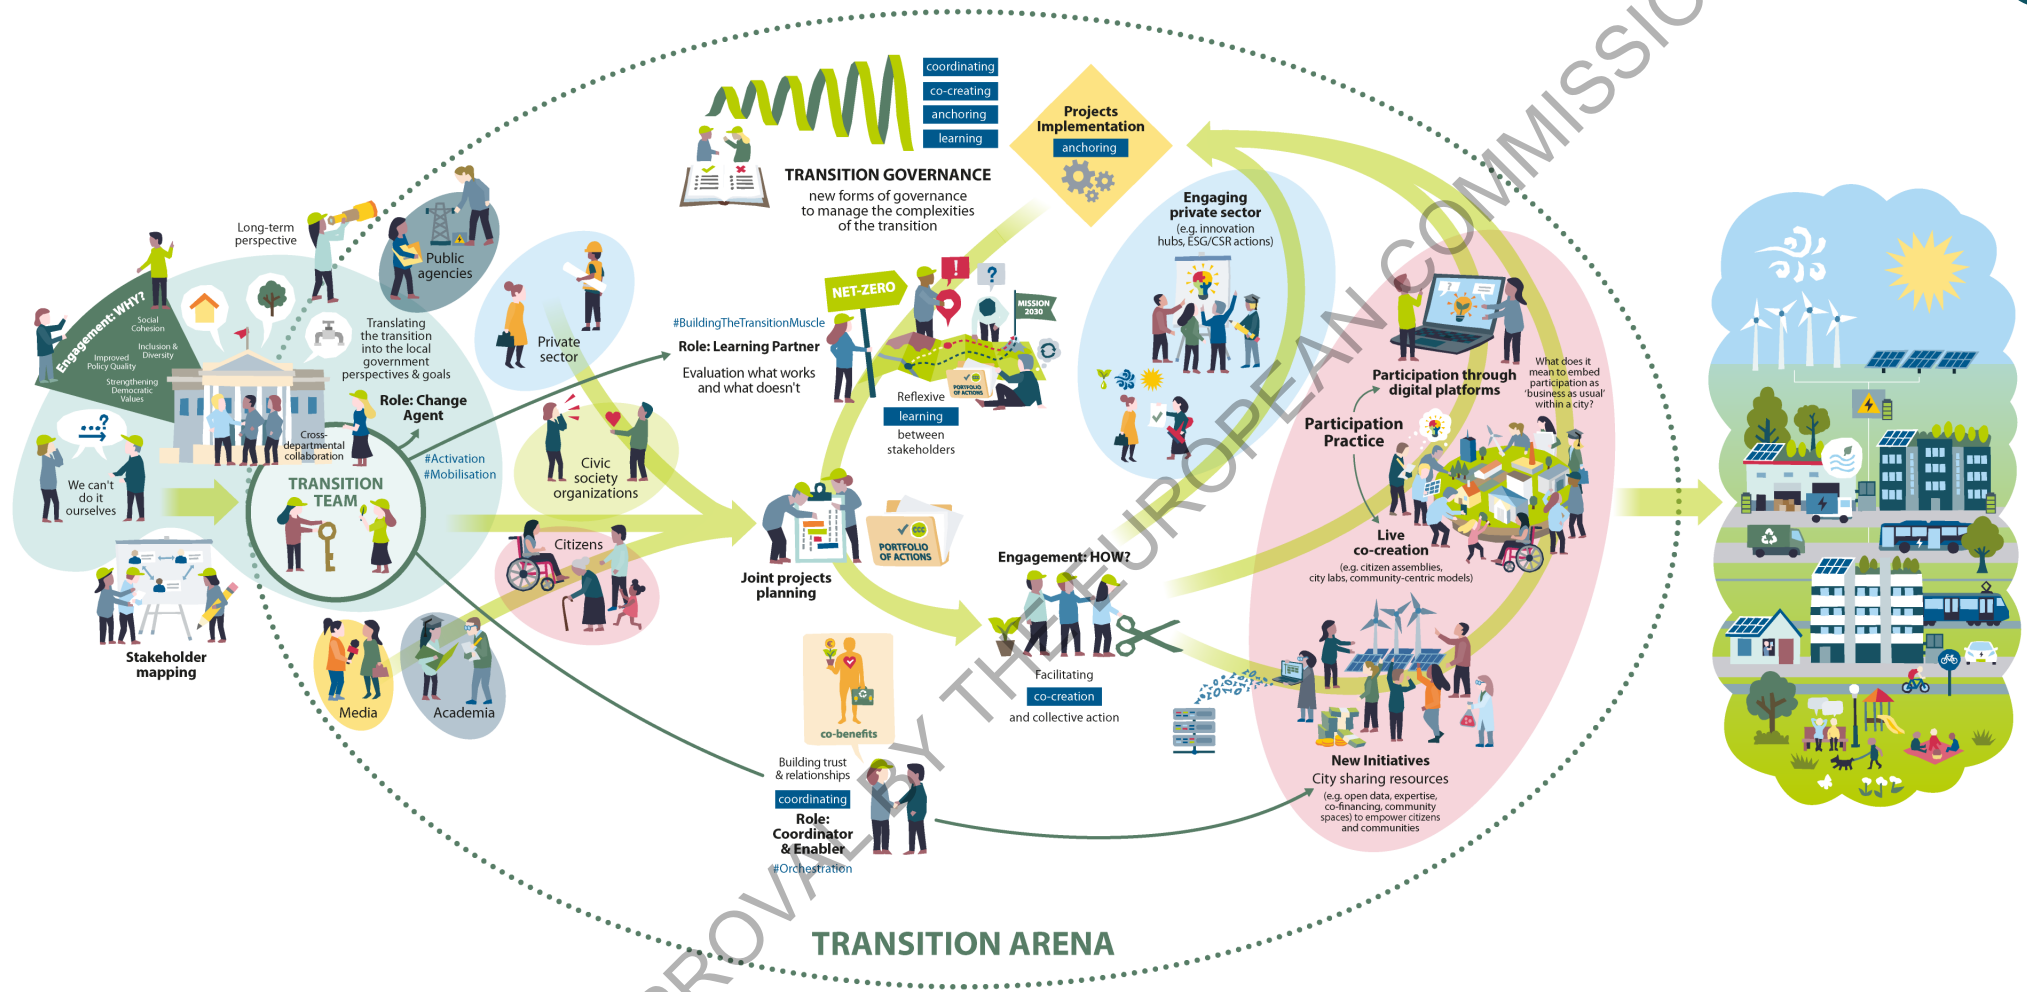 Long-term
perspective
Public
agencies
Engagement: WHY?
Social
Cohesion
Inclusion &
Diversity
Improved
Policy Quality
Strengthening
Democratic
Values
Translating
the transition
into the local
government
perspectives & goals
Role: Change
Agent
Cross-
departmental
collaboration
#Activation
#Mobilisation
...?
We can't
do it
ourselves
TRANSITION
TEAM
Stakeholder
mapping
Private
sector
Civic
society
organizations
Citizens
Media
Academia
coordinating
co-creating
anchoring
learning
TRANSITION GOVERNANCE
new forms of governance
to manage the complexities
of the transition
Projects
Implementation
anchoring
#BuildingTheTransitionMuscle
Role: Learning Partner
Evaluation what works
and what doesn't
NET-ZERO
!
?
MISSION
2030
PORTFOLIO
OF ACTIONS
Reflexive
learning
between
stakeholders
Joint projects
planning
CCC
PORTFOLIO
OF ACTIONS
Engagement: HOW?
Facilitating
co-creation
and collective action
co-benefits
Building trust
& relationships
coordinating
Role:
Coordinator
& Enabler
#Orchestration
Engaging
private sector
(e.g. innovation
hubs, ESG/CSR actions)
Participation through
digital platforms
What does it
mean to embed
participation as
'business as usual'
within a city?
Participation
Practice
Live
co-creation
(e.g. citizen assemblies,
city labs, community-centric models)
New Initiatives
City sharing resources
(e.g. open data, expertise,
co-financing, community
spaces) to empower citizens
and communities
TRANSITION ARENA
PROVAL BY THE EUROPEAN COMMISSIO